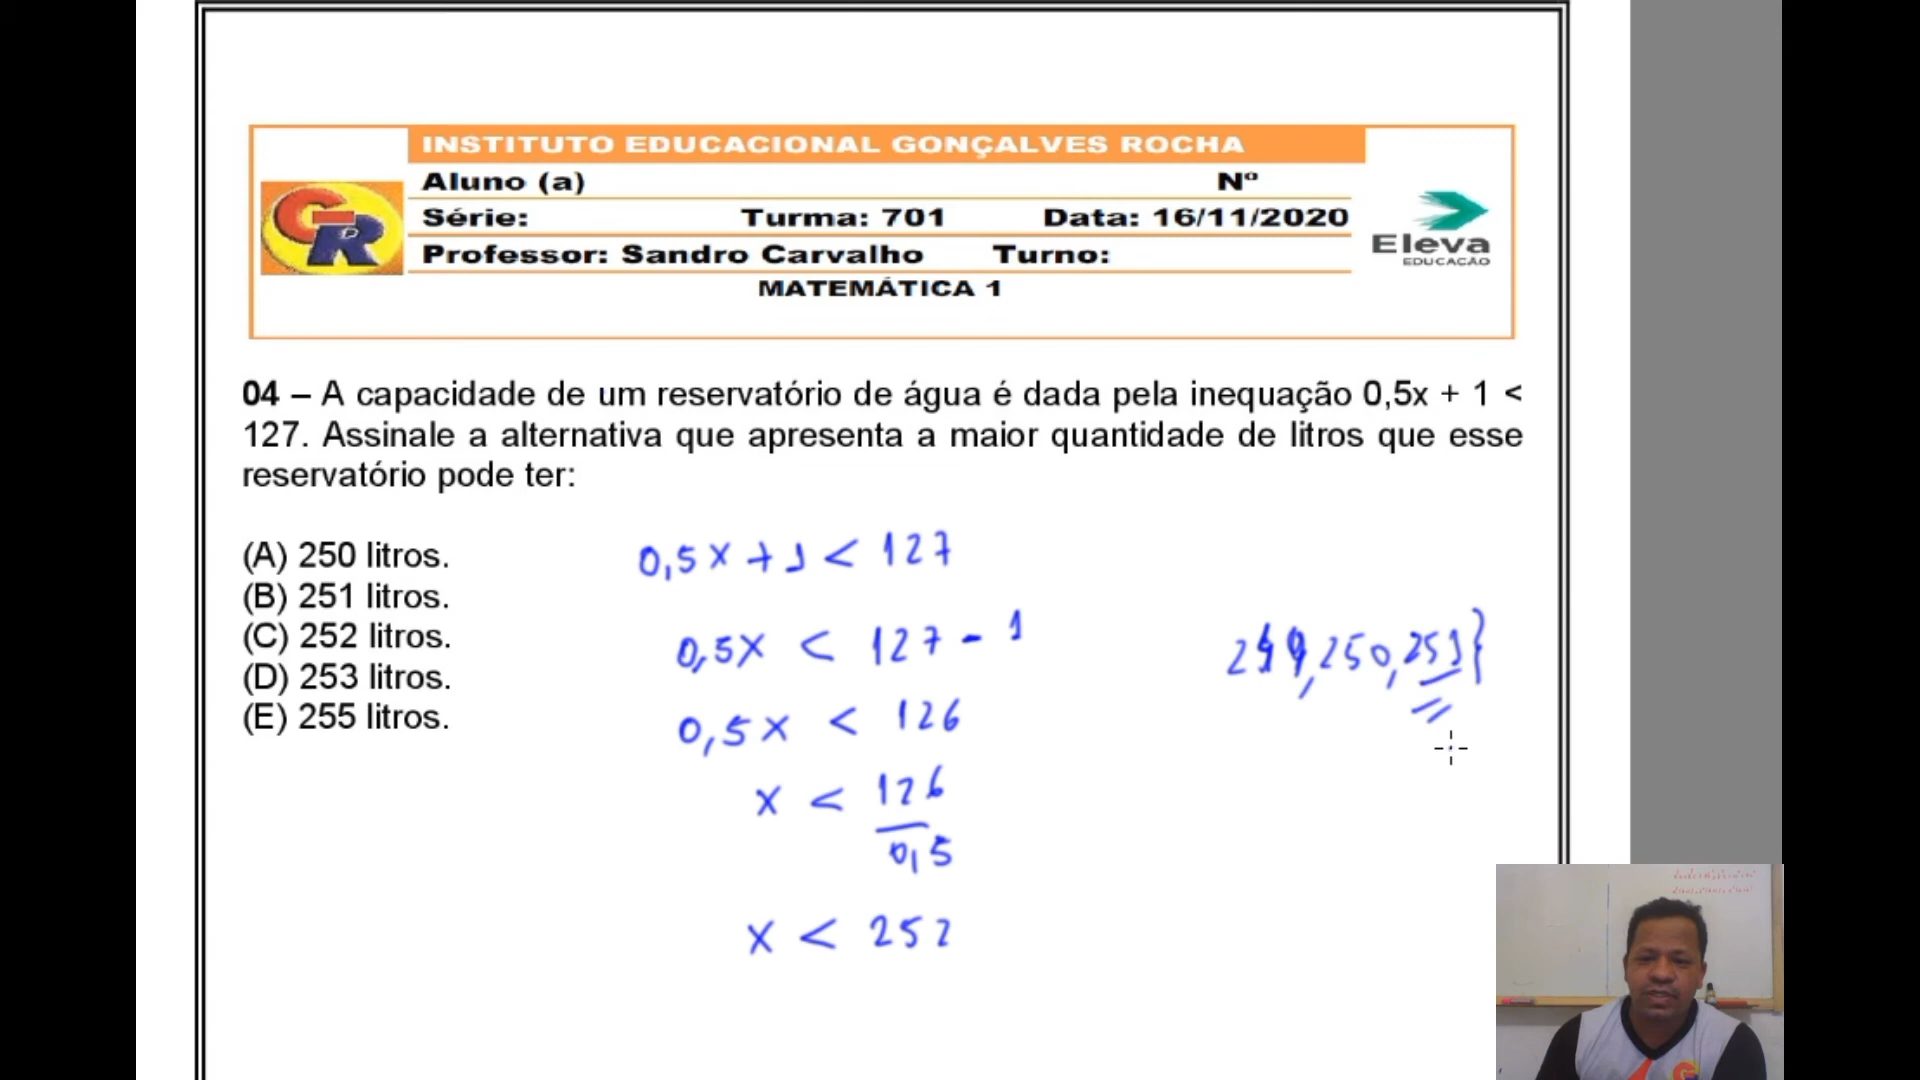 INSTITUTO EDUCACIONAL GONÇALVES ROCHA
Aluno (a) Nº
Série: Turma: 701 Data: 16/11/2020
Professor: Sandro Carvalho Turno:
MATEMÁTICA 1
GR
Eleva
EDUCAÇÃO
04 – A capacidade de um reservatório de água é dada pela inequação 0,5x + 1 <
127. Assinale a alternativa que apresenta a maior quantidade de litros que esse
reservatório pode ter:
(A) 250 litros.
(B) 251 litros.
(C) 252 litros.
(D) 253 litros.
(E) 255 litros.
0,5x + 1 < 127
0,5x < 127 - 1
0,5x < 126
x < 126
0,5
x < 252
249, 250, 251}